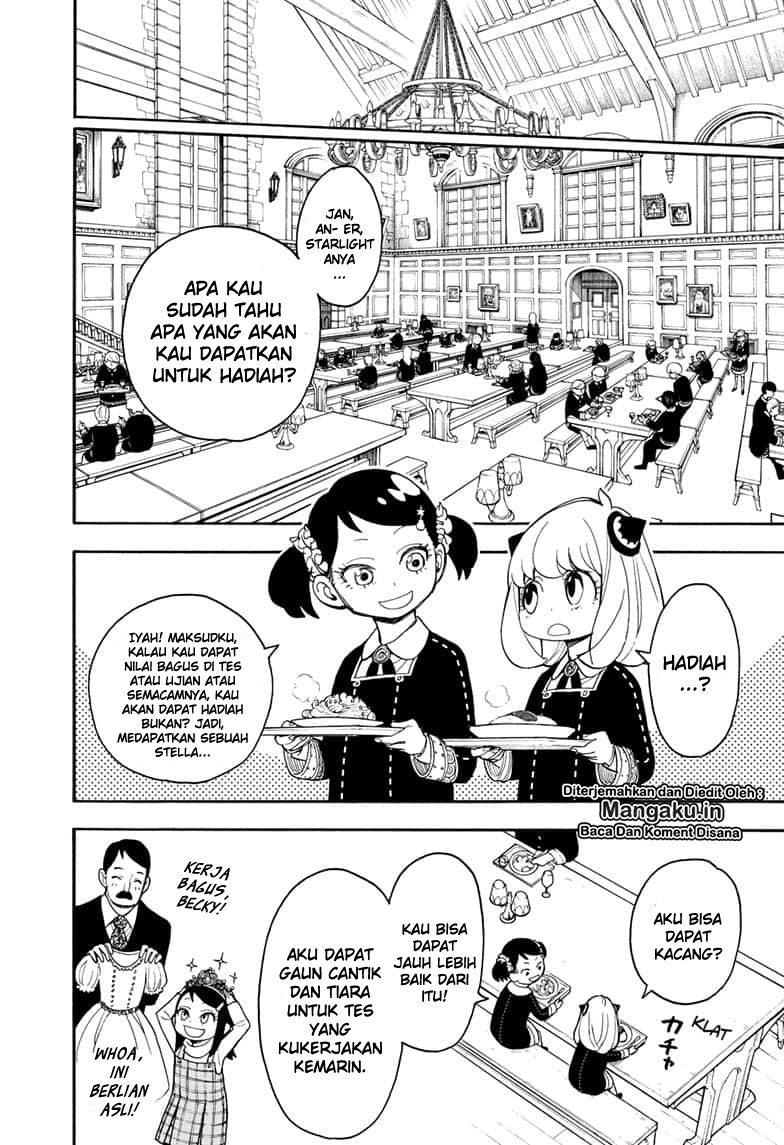 JAN,
AN- ER,
STARLIGHT
ANYA
...
APA KAU
SUDAH TAHU
APA YANG AKAN
KAU DAPATKAN
UNTUK HADIAH?
HADIAH
...?
IYAH! MAKSUDKU,
KALAU KAU DAPAT
NILAI BAGUS DI TES
ATAU UJIAN ATAU
SEMACAMNYA, KAU
AKAN DAPAT HADIAH
BUKAN? JADI,
MEDAPATKAN SEBUAH
STELLA...
Diterjemahkan dan Diedit Oleh :
Mangaku.in
Baca Dan Koment Disana
AKU BISA
DAPAT
KACANG?
KLAT
カチャ
KAU BISA
DAPAT
JAUH LEBIH
BAIK DARI
ITU!
AKU DAPAT
GAUN CANTIK
DAN TIARA
UNTUK TES
YANG
KUKERJAKAN
KEMARIN.
KERJA
BAGUS,
BECKY!
WHOA,
INI
BERLIAN
ASLI!